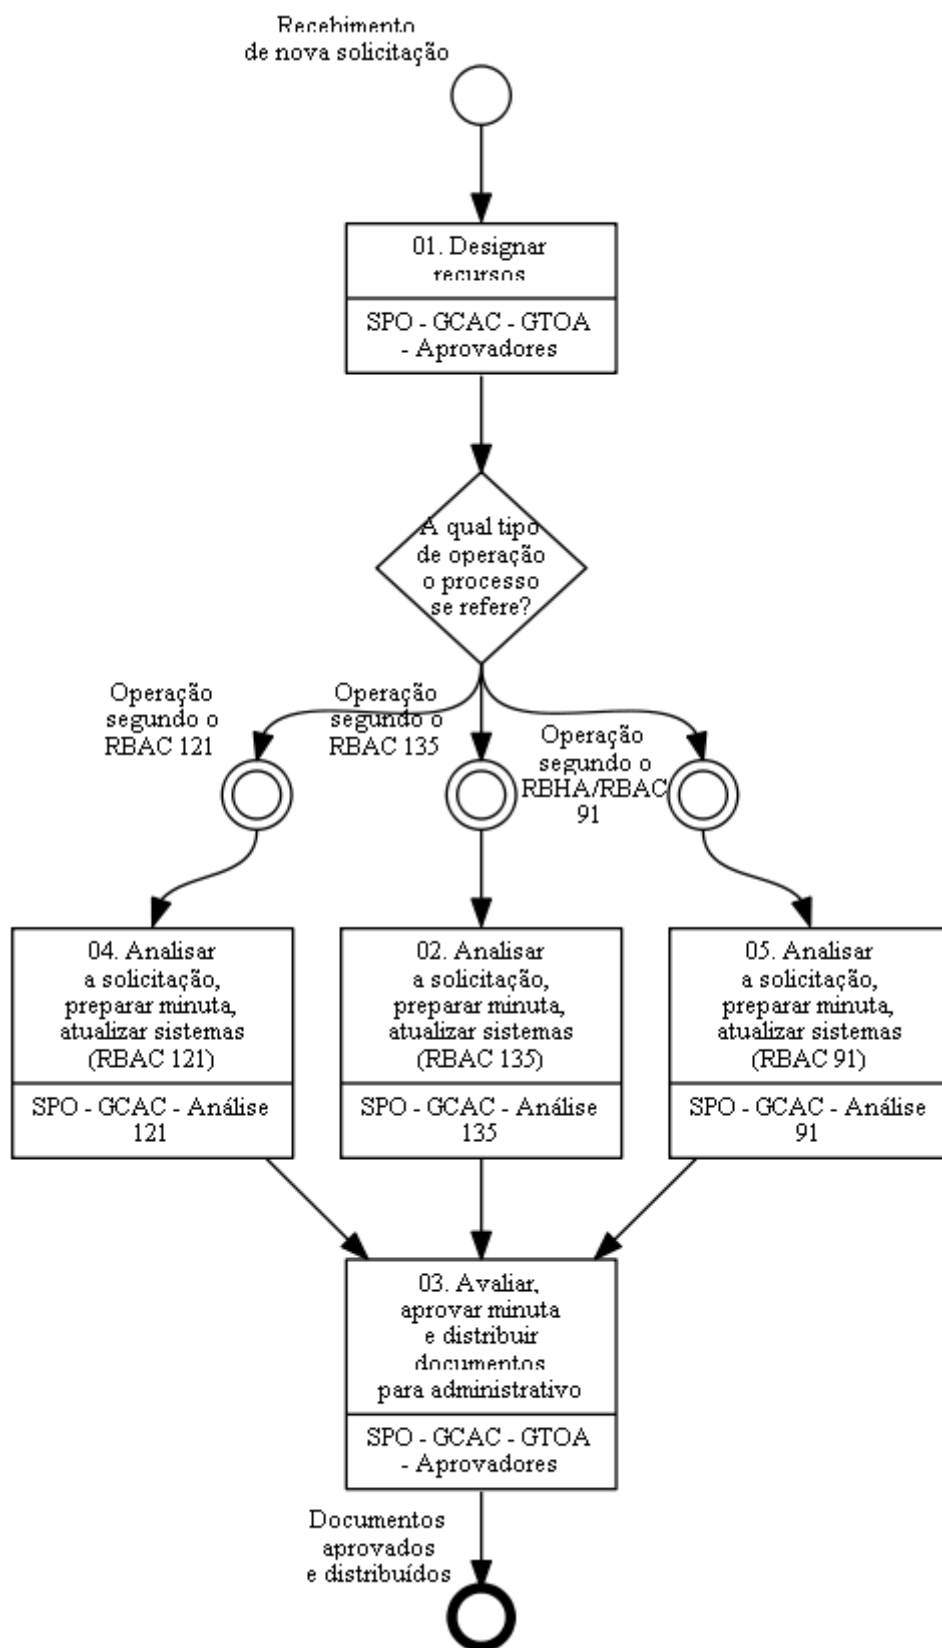 Recebimento
de nova solicitação
01. Designar
recursos
SPO - GCAC - GTOA
- Aprovadores
A qual tipo
de operação
o processo
se refere?
Operação
segundo o
RBAC 121
Operação
segundo o
RBAC 135
Operação
segundo o
RBHA/RBAC
91
04. Analisar
a solicitação,
preparar minuta,
atualizar sistemas
(RBAC 121)
SPO - GCAC - Análise
121
02. Analisar
a solicitação,
preparar minuta,
atualizar sistemas
(RBAC 135)
SPO - GCAC - Análise
135
05. Analisar
a solicitação,
preparar minuta,
atualizar sistemas
(RBAC 91)
SPO - GCAC - Análise
91
03. Avaliar,
aprovar minuta
e distribuir
documentos
para administrativo
SPO - GCAC - GTOA
- Aprovadores
Documentos
aprovados
e distribuídos